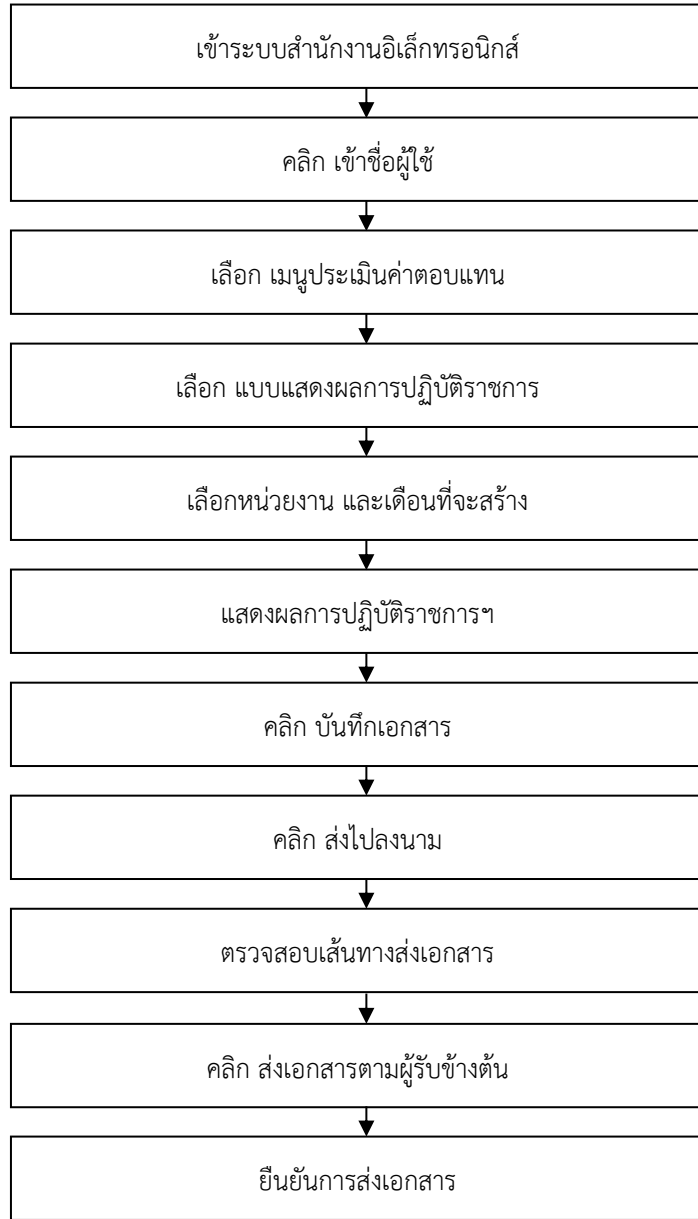 เข้าระบบสำนักงานอิเล็กทรอนิกส์
คลิก เข้าชื่อผู้ใช้
เลือก เมนูประเมินค่าตอบแทน
เลือก แบบแสดงผลการปฏิบัติราชการ
เลือกหน่วยงาน และเดือนที่จะสร้าง
แสดงผลการปฏิบัติราชการฯ
คลิก บันทึกเอกสาร
คลิก ส่งไปลงนาม
ตรวจสอบเส้นทางส่งเอกสาร
คลิก ส่งเอกสารตามผู้รับข้างต้น
ยืนยันการส่งเอกสาร